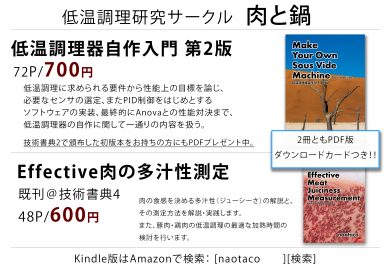 低温調理研究サークル 肉と鍋
低温調理器自作入門 第2版
72P/700円
低温調理に求められる要件から性能上の目標を論じ、
必要なセンサの選定、またPID制御をはじめとする
ソフトウェアの実装、最終的にAnovaとの性能対決まで、
低温調理器の自作に関して一通りの内容を扱う。
技術書典2で頒布した初版本をお持ちの方にもPDFプレゼント中。
Make
Your Own
Sous Vide
Machine
2冊ともPDF版
ダウンロードカードつき!!
Effective肉の多汁性測定
既刊@技術書典4
48P/600円
肉の食感を決める多汁性（ジューシーさ）の解説と、
その測定方法を解説・実践します。
また、豚肉・鶏肉の低温調理の最適な加熱時間の
検討を行います。
Effective
Meat
Juiciness
Measurement
naotaco
Kindle版はAmazonで検索: [naotaco ][検索]